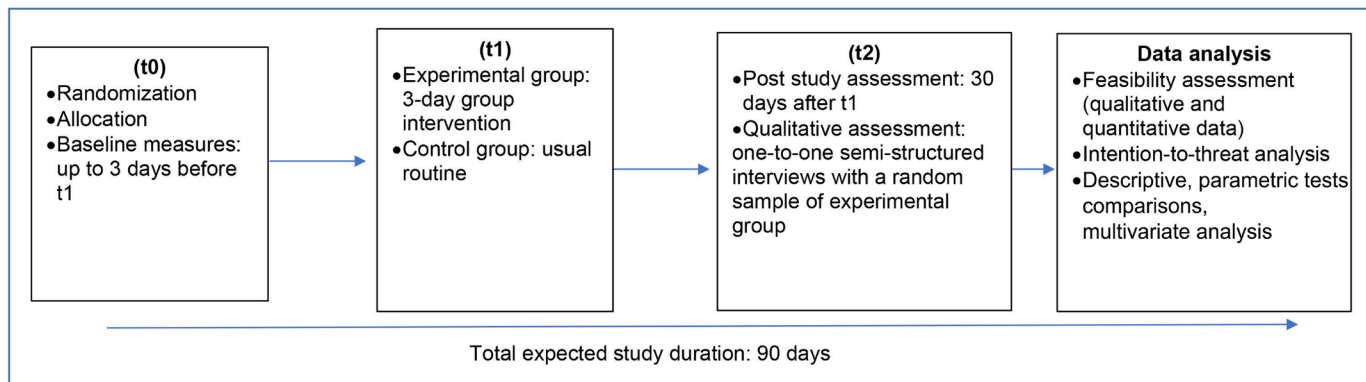 (t0)
•Randomization
•Allocation
•Baseline measures:
up to 3 days before
t1
(t1)
•Experimental group:
3-day group
intervention
•Control group: usual
routine
(t2)
•Post study assessment: 30
days after t1
•Qualitative assessment:
one-to-one semi-structured
interviews with a random
sample of experimental
group
Data analysis
•Feasibility assessment
(qualitative and
quantitative data)
•Intention-to-threat analysis
•Descriptive, parametric tests
comparisons,
multivariate analysis
Total expected study duration: 90 days